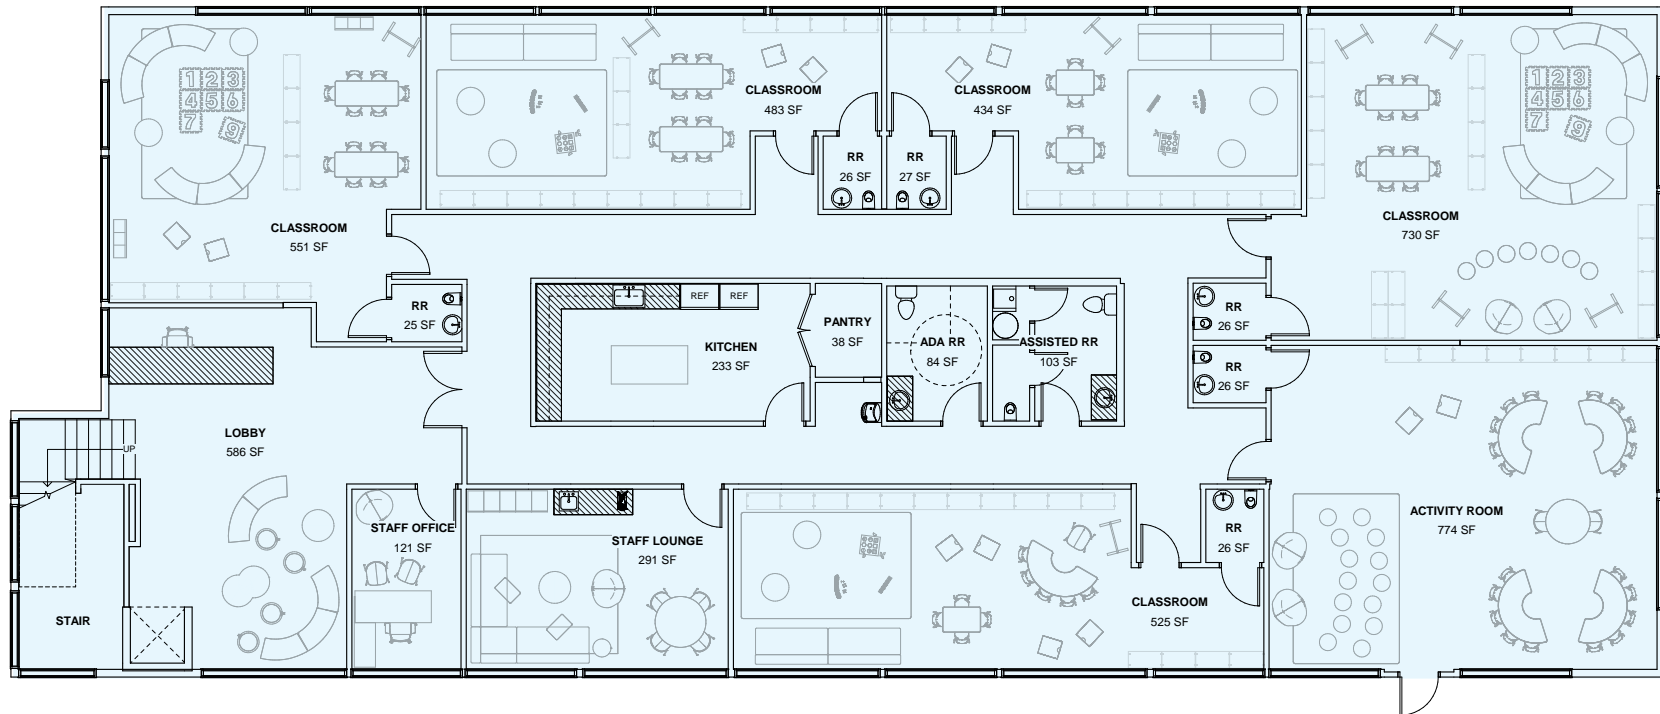 1 2 3
4 5 6
7 8
CLASSROOM
551 SF
CLASSROOM
483 SF
CLASSROOM
434 SF
1 2 3
4 5 6
7 8
CLASSROOM
730 SF
RR
26 SF
RR
27 SF
RR
25 SF
REF
REF
KITCHEN
233 SF
PANTRY
38 SF
ADA RR
84 SF
ASSISTED RR
103 SF
RR
26 SF
RR
26 SF
LOBBY
586 SF
UP
STAIR
STAFF OFFICE
121 SF
STAFF LOUNGE
291 SF
CLASSROOM
525 SF
RR
26 SF
ACTIVITY ROOM
774 SF